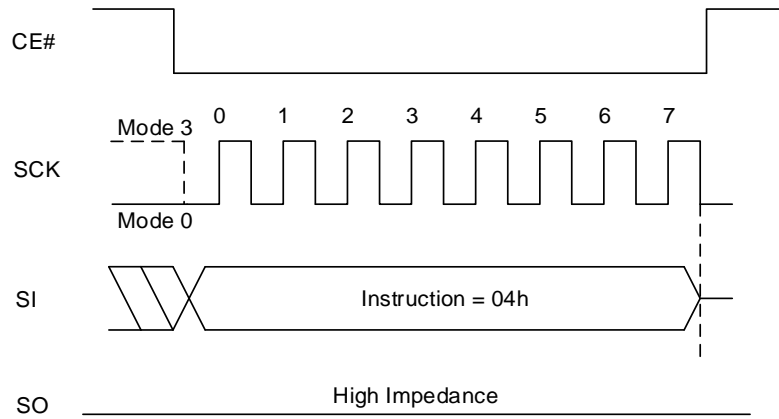 CE#
0 1 2 3 4 5 6 7
Mode 3
SCK
Mode 0
SI
Instruction = 04h
High Impedance
SO